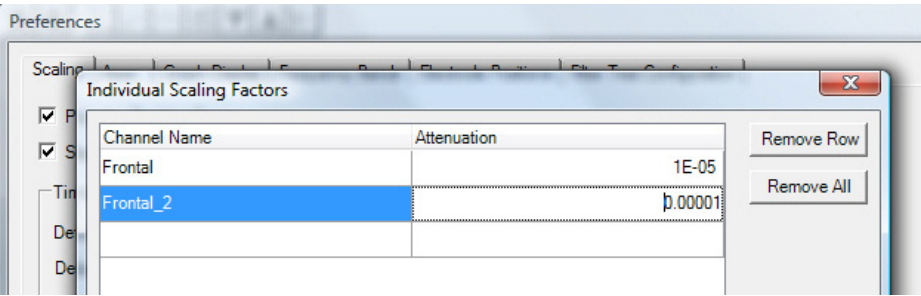 Preferences
Scaling
Individual Scaling Factors
Channel Name Attenuation
Remove Row
Frontal 1E-05
Remove All
Frontal_2 0.00001